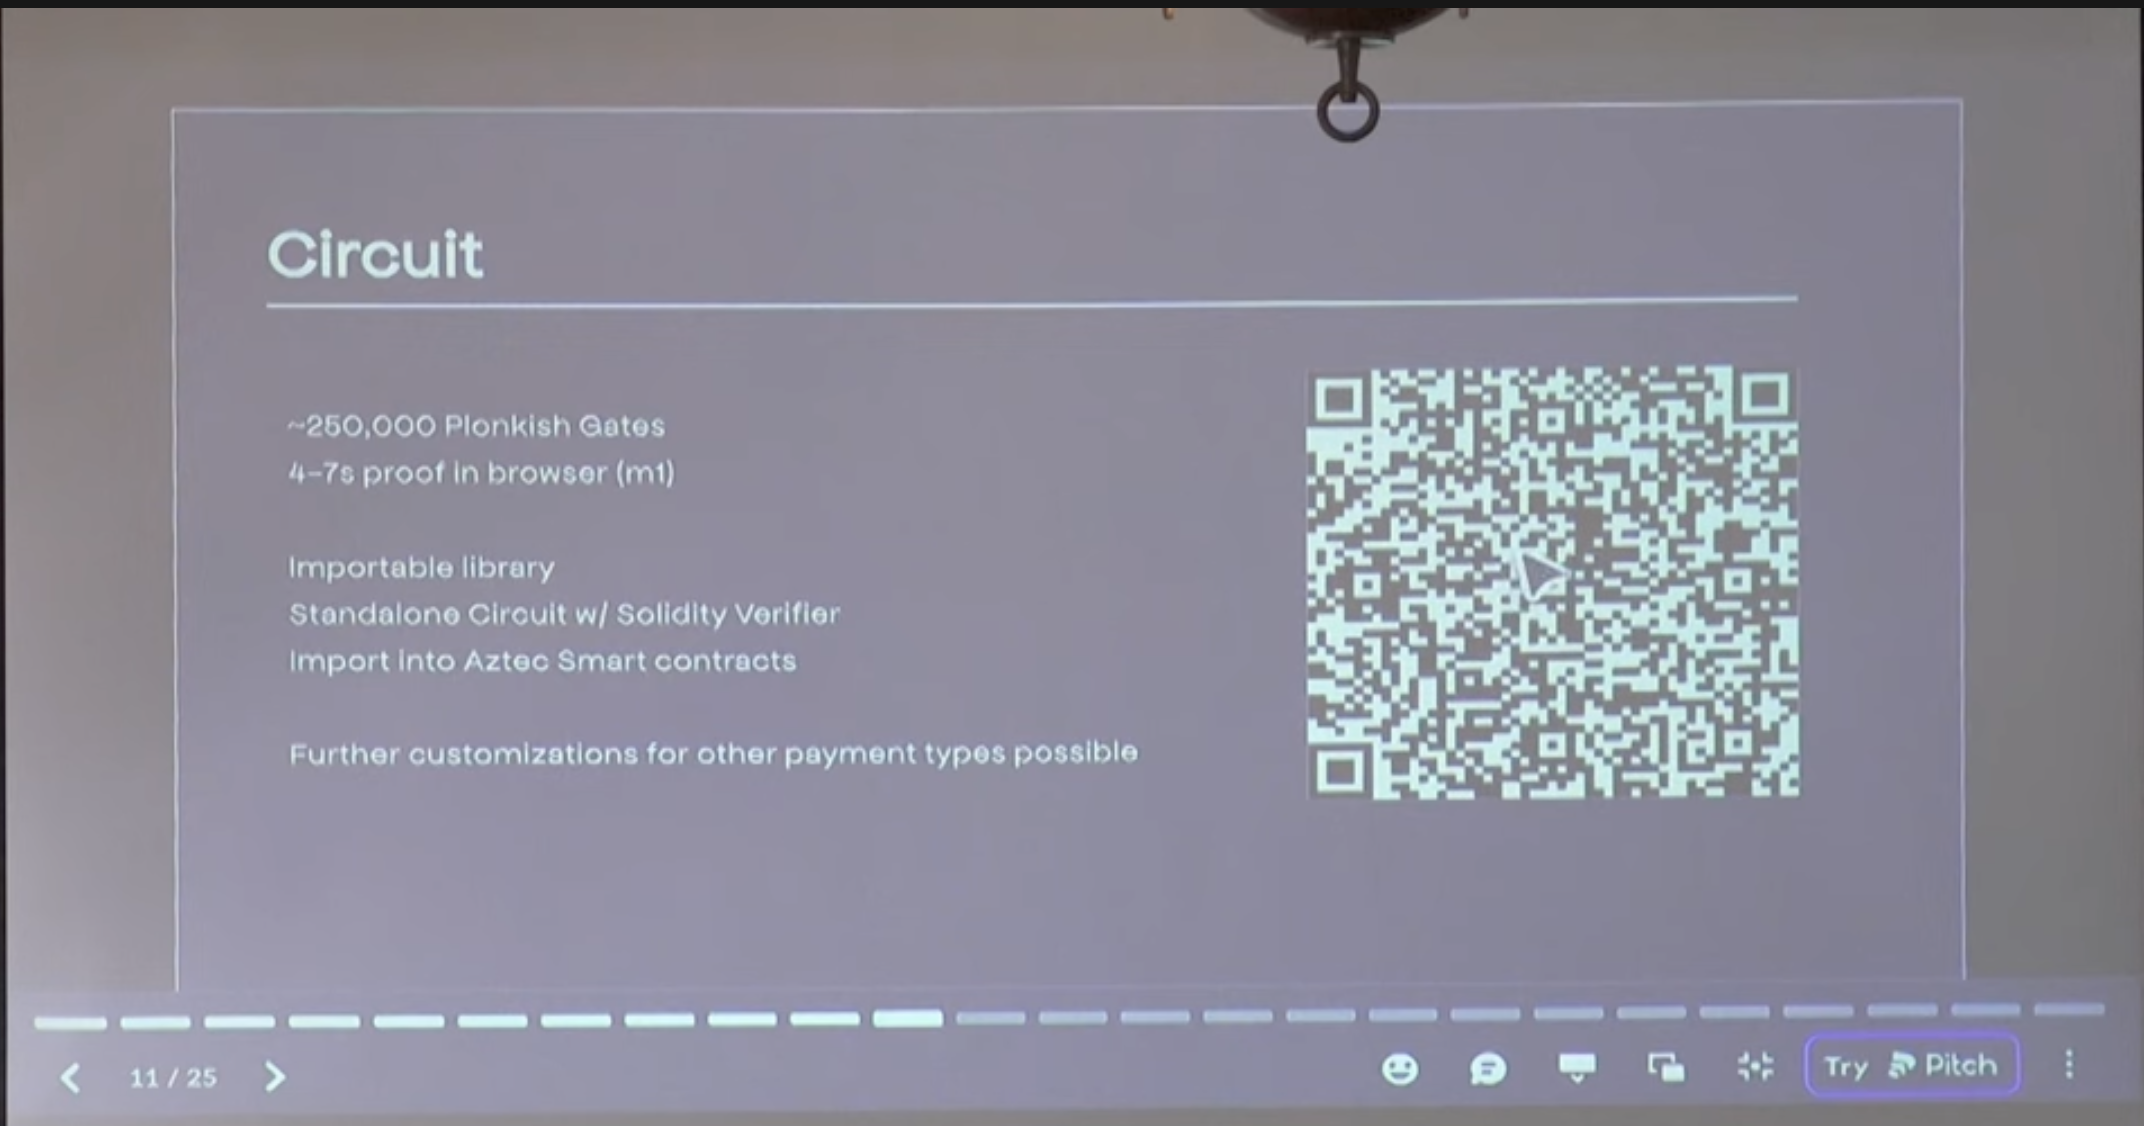 Circuit
~250,000 Plonkish Gates
4–7s proof in browser (m1)
Importable library
Standalone Circuit w/ Solidity Verifier
Import into Aztec Smart contracts
Further customizations for other payment types possible
11 / 25
Try Pitch